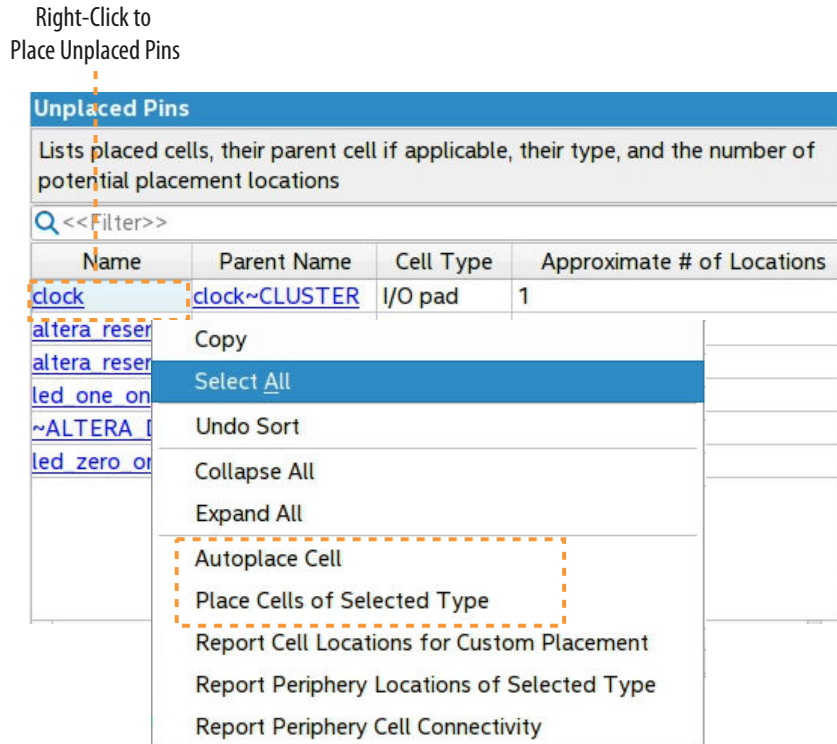 Right-Click to
Place Unplaced Pins
Unplaced Pins
Lists placed cells, their parent cell if applicable, their type, and the number of
potential placement locations
<<Filter>>
Name Parent Name Cell Type Approximate # of Locations
clock clock~CLUSTER I/O pad 1
altera_reser
altera_reser
led_one_on
~ALTERA_D
led_zero_on
Copy
Select All
Undo Sort
Collapse All
Expand All
Autoplace Cell
Place Cells of Selected Type
Report Cell Locations for Custom Placement
Report Periphery Locations of Selected Type
Report Periphery Cell Connectivity